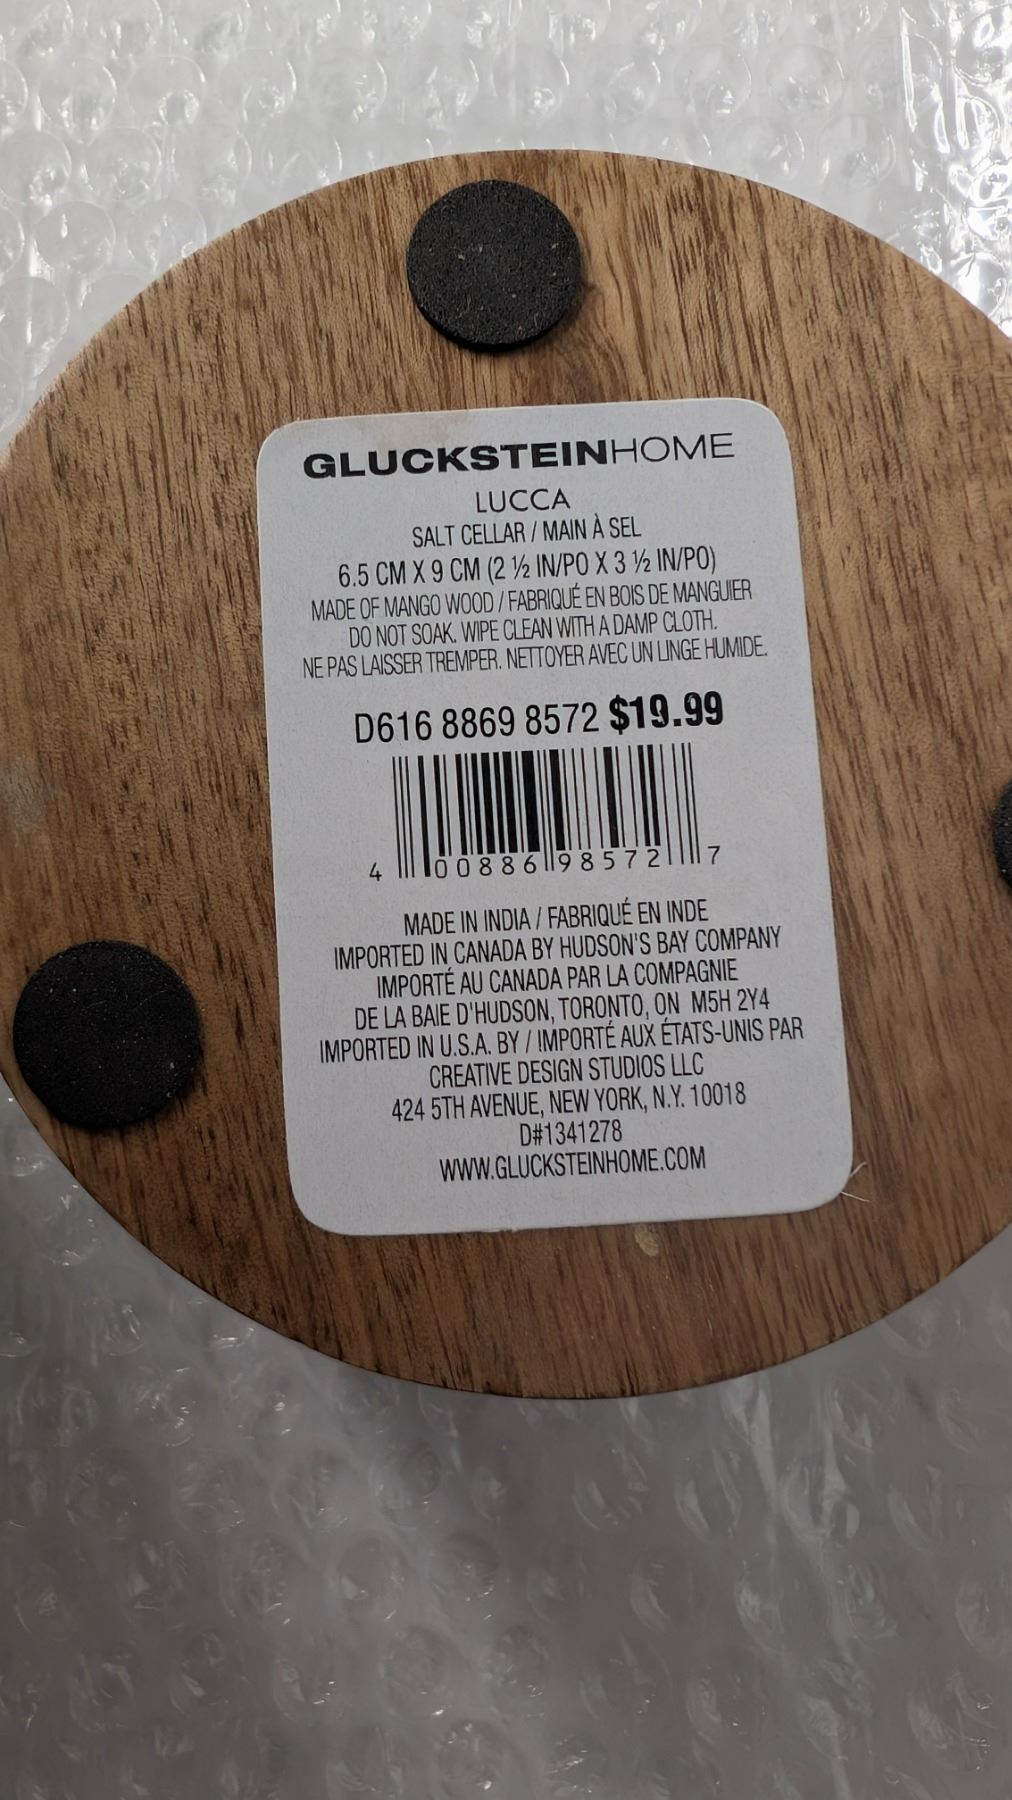 GLUCKSTEINHOME
LUCCA
SALT CELLAR / MAIN À SEL
6.5 CM X 9 CM (2 ½ IN/PO X 3 ½ IN/PO)
MADE OF MANGO WOOD / FABRIQUÉ EN BOIS DE MANGUIER
DO NOT SOAK. WIPE CLEAN WITH A DAMP CLOTH.
NE PAS LAISSER TREMPER. NETTOYER AVEC UN LINGE HUMIDE.
D616 8869 8572 $19.99
4 00886 98572 7
MADE IN INDIA / FABRIQUÉ EN INDE
IMPORTED IN CANADA BY HUDSON'S BAY COMPANY
IMPORTÉ AU CANADA PAR LA COMPAGNIE
DE LA BAIE D'HUDSON, TORONTO, ON M5H 2Y4
IMPORTED IN U.S.A. BY / IMPORTÉ AUX ÉTATS-UNIS PAR
CREATIVE DESIGN STUDIOS LLC
424 5TH AVENUE, NEW YORK, N.Y. 10018
D#1341278
WWW.GLUCKSTEINHOME.COM